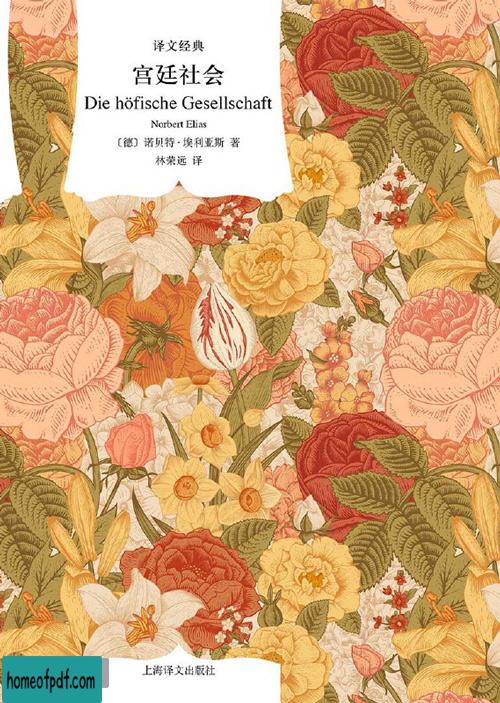 译文经典
宫廷社会
Die höfische Gesellschaft
Norbert Elias
〔德〕诺贝特·埃利亚斯 著
林荣远 译
上海译文出版社
homeofpdf.com